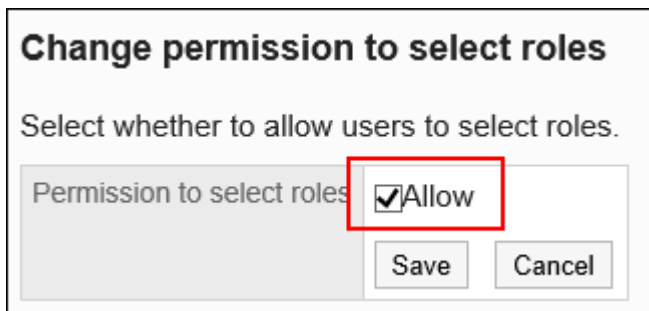 Change permission to select roles
Select whether to allow users to select roles.
Permission to select roles
Allow
Save
Cancel